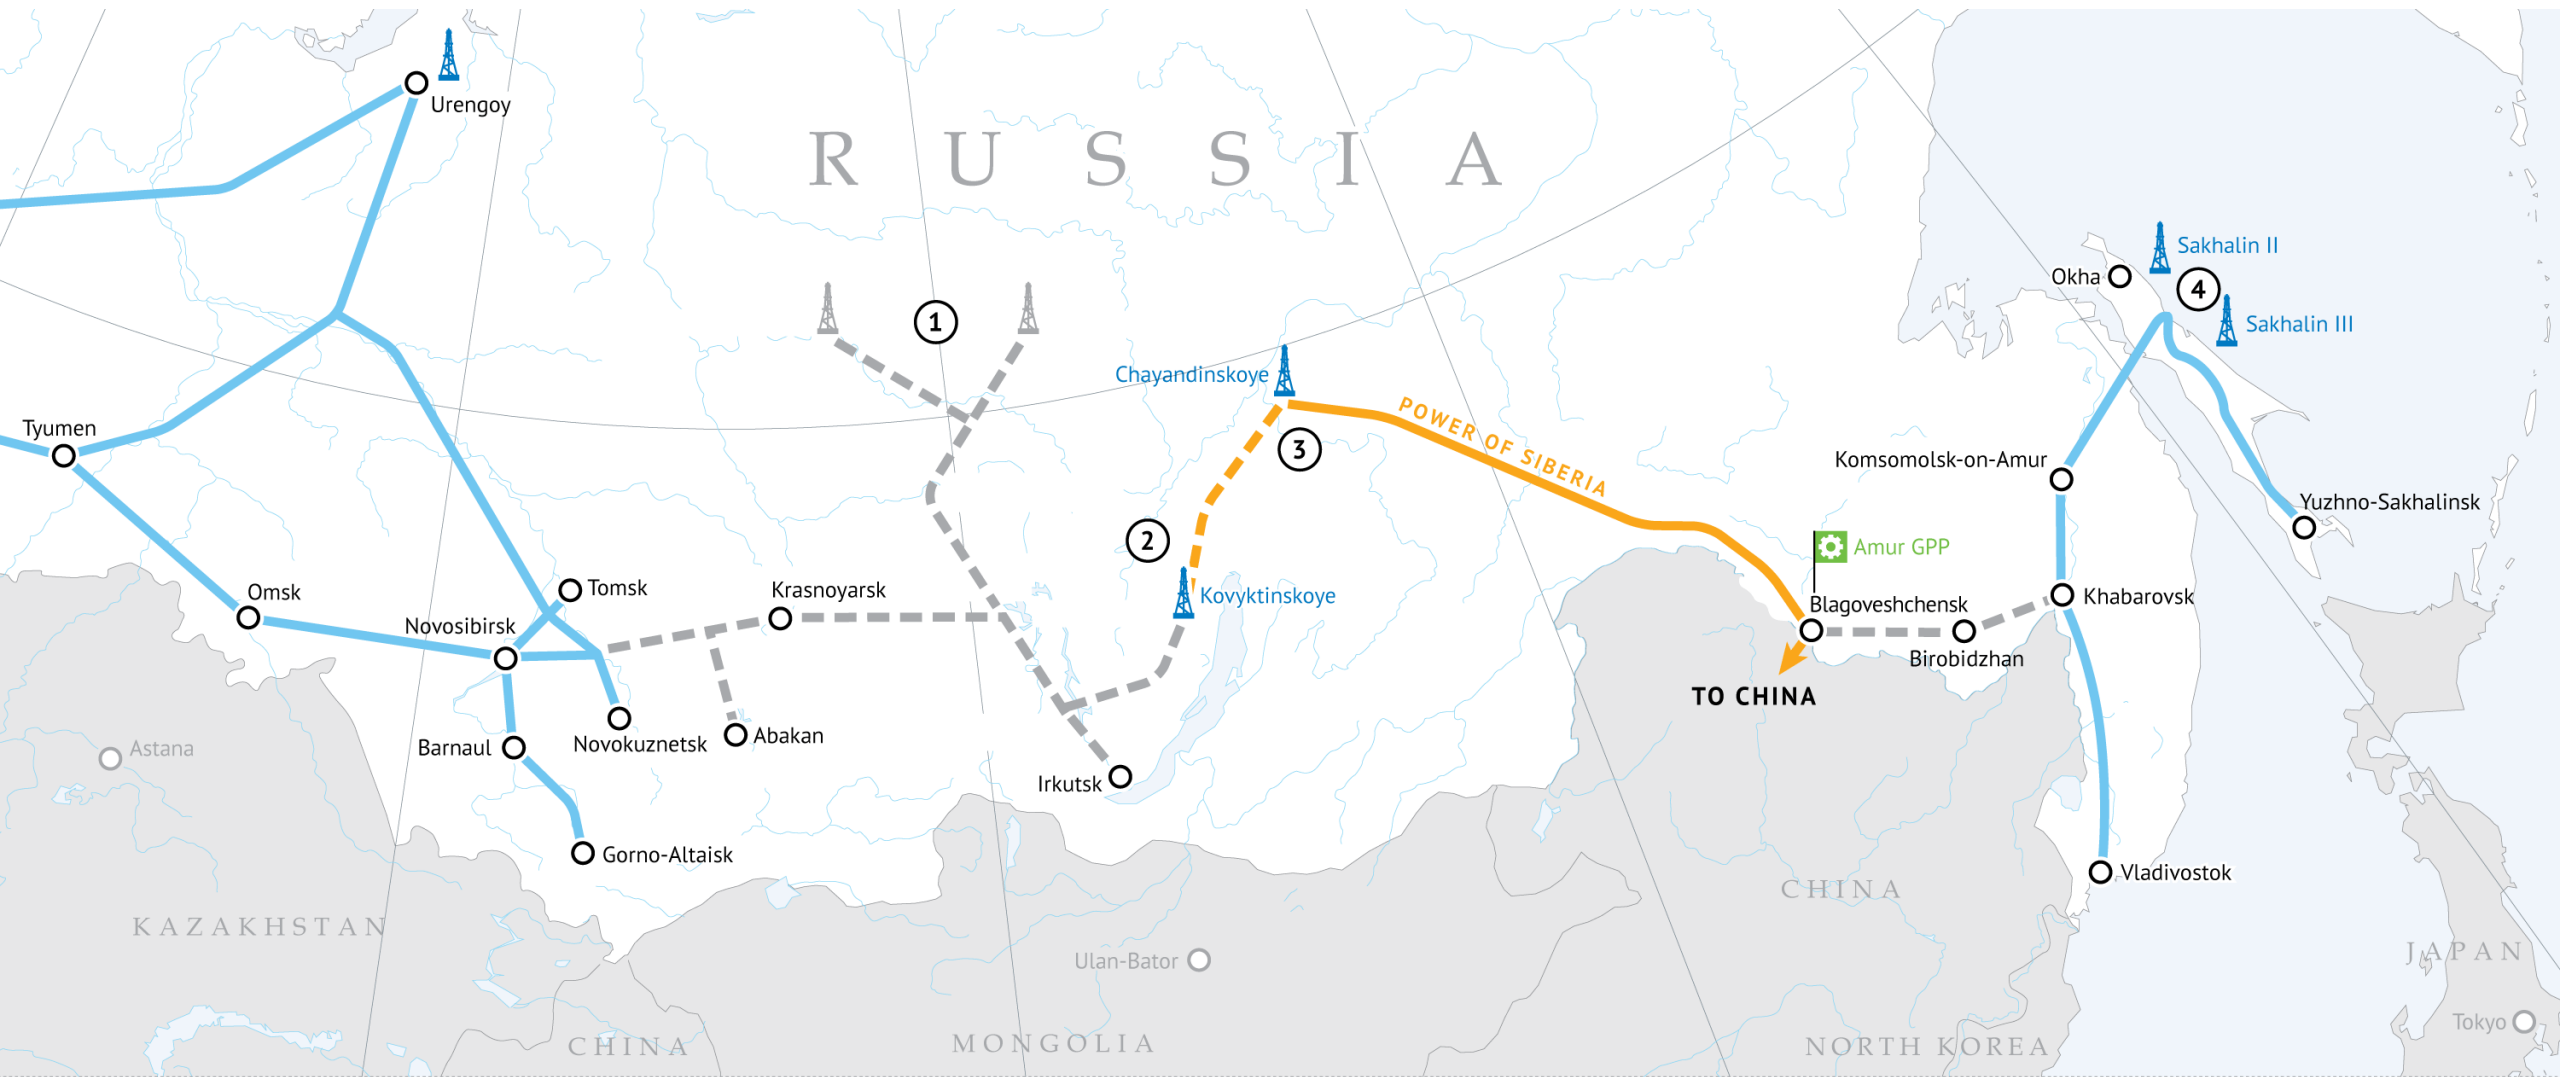 Urengoy
RUSSIA
Sakhalin II
Okha
4
1
Sakhalin III
Chayandinskoye
POWER OF SIBERIA
Tyumen
3
Komsomolsk-on-Amur
Yuzhno-Sakhalinsk
2
Amur GPP
Omsk
Tomsk
Krasnoyarsk
Kovyktinskoye
Blagoveshchensk
Khabarovsk
Novosibirsk
Birobidzhan
TO CHINA
Astana
Barnaul
Novokuznetsk
Abakan
Irkutsk
Gorno-Altaisk
Vladivostok
CHINA
KAZAKHSTAN
JAPAN
Ulan-Bator
Tokyo
CHINA
MONGOLIA
NORTH KOREA